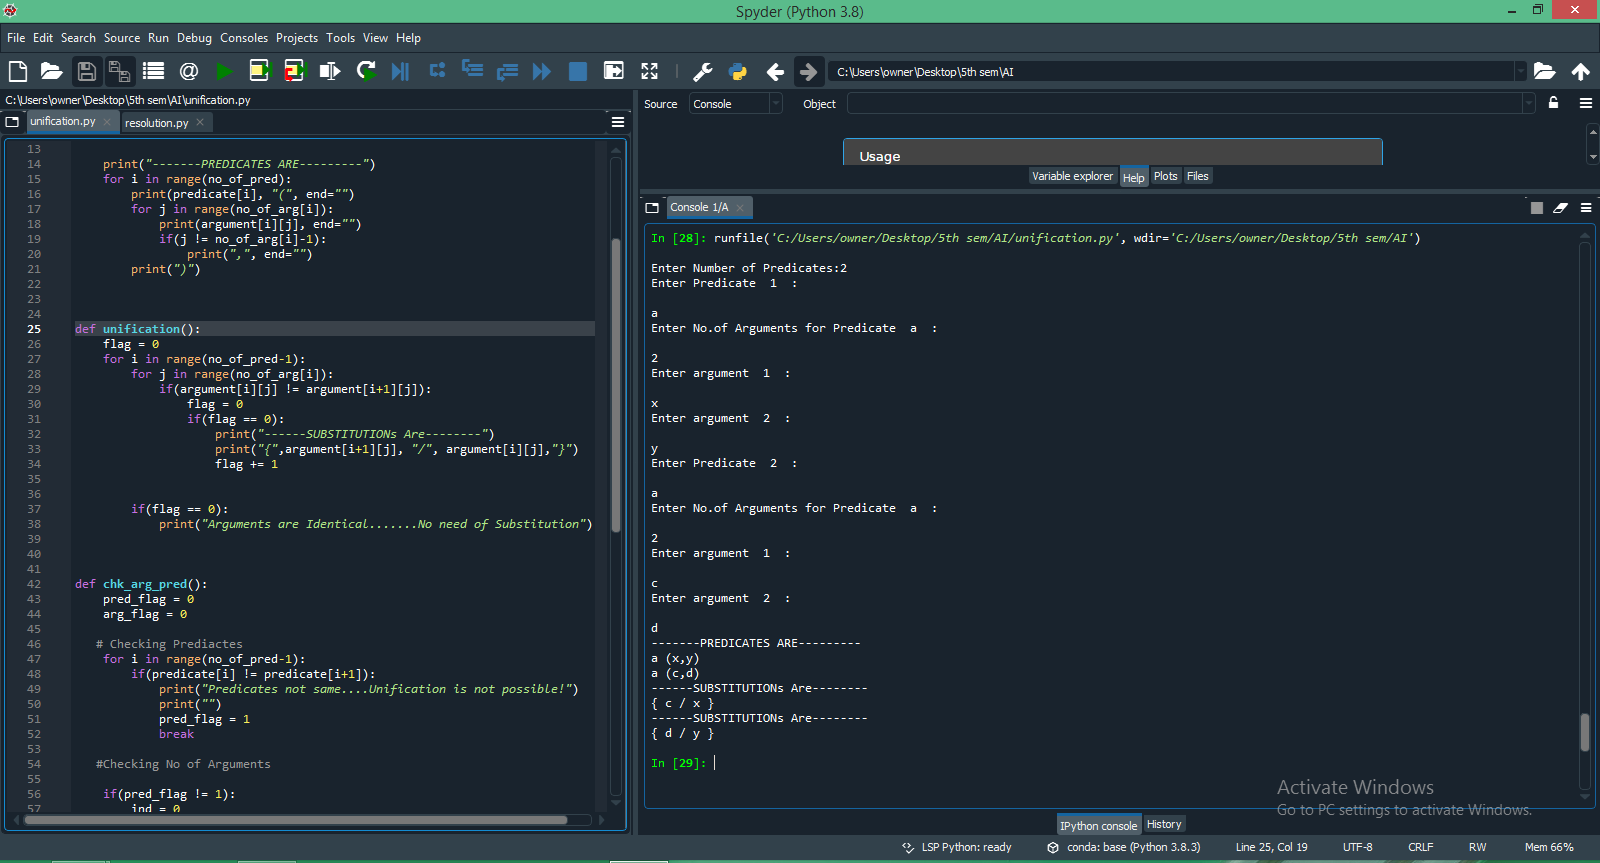 Spyder (Python 3.8)
File Edit Search Source Run Debug Consoles Projects Tools View Help
C:\Users\owner\Desktop\5th sem\AI
C:\Users\owner\Desktop\5th sem\AI\unification.py
unification.py
resolution.py
13
14 print("-------PREDICATES ARE---------")
15 for i in range(no_of_pred):
16 print(predicate[i], "(", end="")
17 for j in range(no_of_arg[i]):
18 print(argument[i][j], end="")
19 if(j != no_of_arg[i]-1):
20 print(",", end="")
21 print(")")
22
23
24
25 def unification():
26 flag = 0
27 for i in range(no_of_pred-1):
28 for j in range(no_of_arg[i]):
29 if(argument[i][j] != argument[i+1][j]):
30 flag = 0
31 if(flag == 0):
32 print("------SUBSTITUTIONs Are--------")
33 print("{",argument[i+1][j], "/", argument[i][j],"}")
34 flag += 1
35
36
37 if(flag == 0):
38 print("Arguments are Identical.......No need of Substitution")
39
40
41
42 def chk_arg_pred():
43 pred_flag = 0
44 arg_flag = 0
45
46 # Checking Prediactes
47 for i in range(no_of_pred-1):
48 if(predicate[i] != predicate[i+1]):
49 print("Predicates not same....Unification is not possible!")
50 print("")
51 pred_flag = 1
52 break
53
54 #Checking No of Arguments
55
56 if(pred_flag != 1):
57 ind = 0
Source Console Object
Usage
Variable explorer Help Plots Files
Console 1/A
In [28]: runfile('C:/Users/owner/Desktop/5th sem/AI/unification.py', wdir='C:/Users/owner/Desktop/5th sem/AI')
Enter Number of Predicates:2
Enter Predicate 1 :
a
Enter No.of Arguments for Predicate a :
2
Enter argument 1 :
x
Enter argument 2 :
y
Enter Predicate 2 :
a
Enter No.of Arguments for Predicate a :
2
Enter argument 1 :
c
Enter argument 2 :
d
-------PREDICATES ARE---------
a (x,y)
a (c,d)
------SUBSTITUTIONs Are--------
{ c / x }
------SUBSTITUTIONs Are--------
{ d / y }
In [29]:
Activate Windows
Go to PC settings to activate Windows.
IPython console History
LSP Python: ready conda: base (Python 3.8.3) Line 25, Col 19 UTF-8 CRLF RW Mem 66%